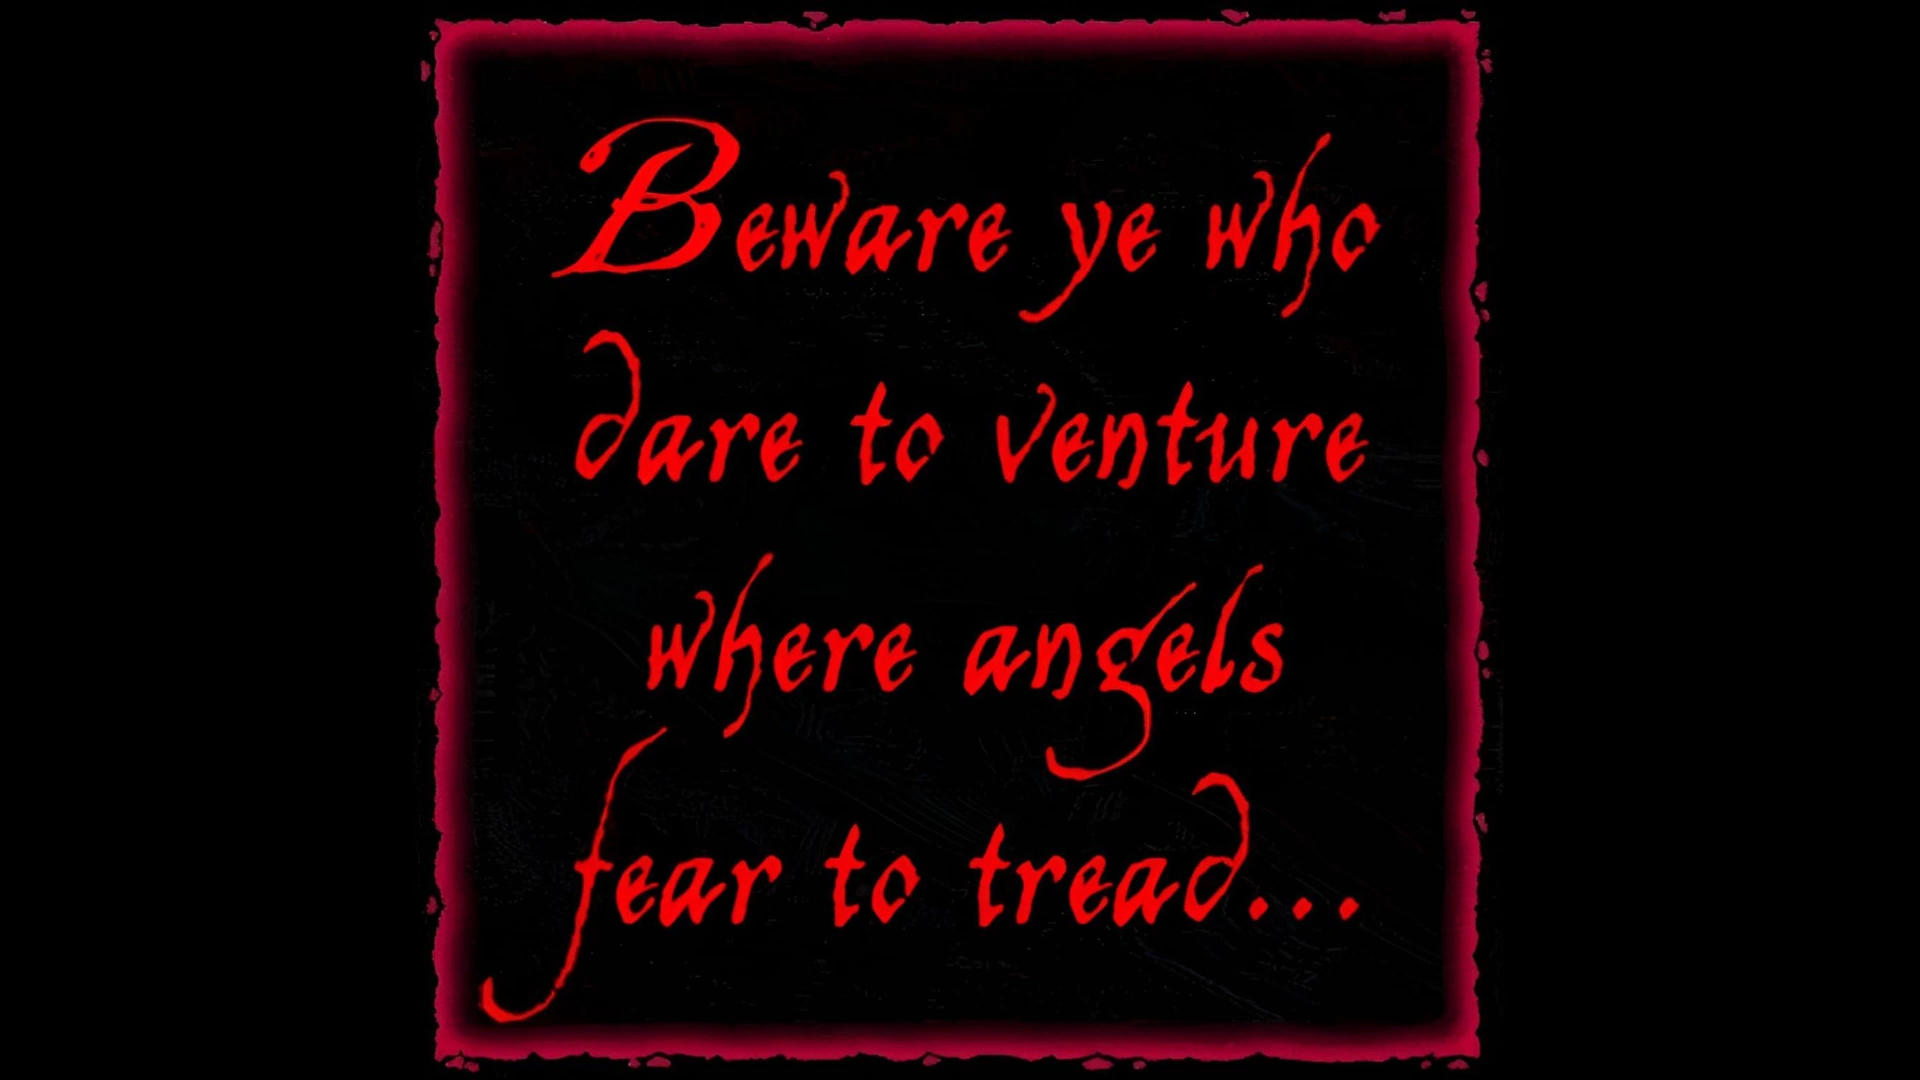 Beware ye who
dare to venture
where angels
fear to tread...